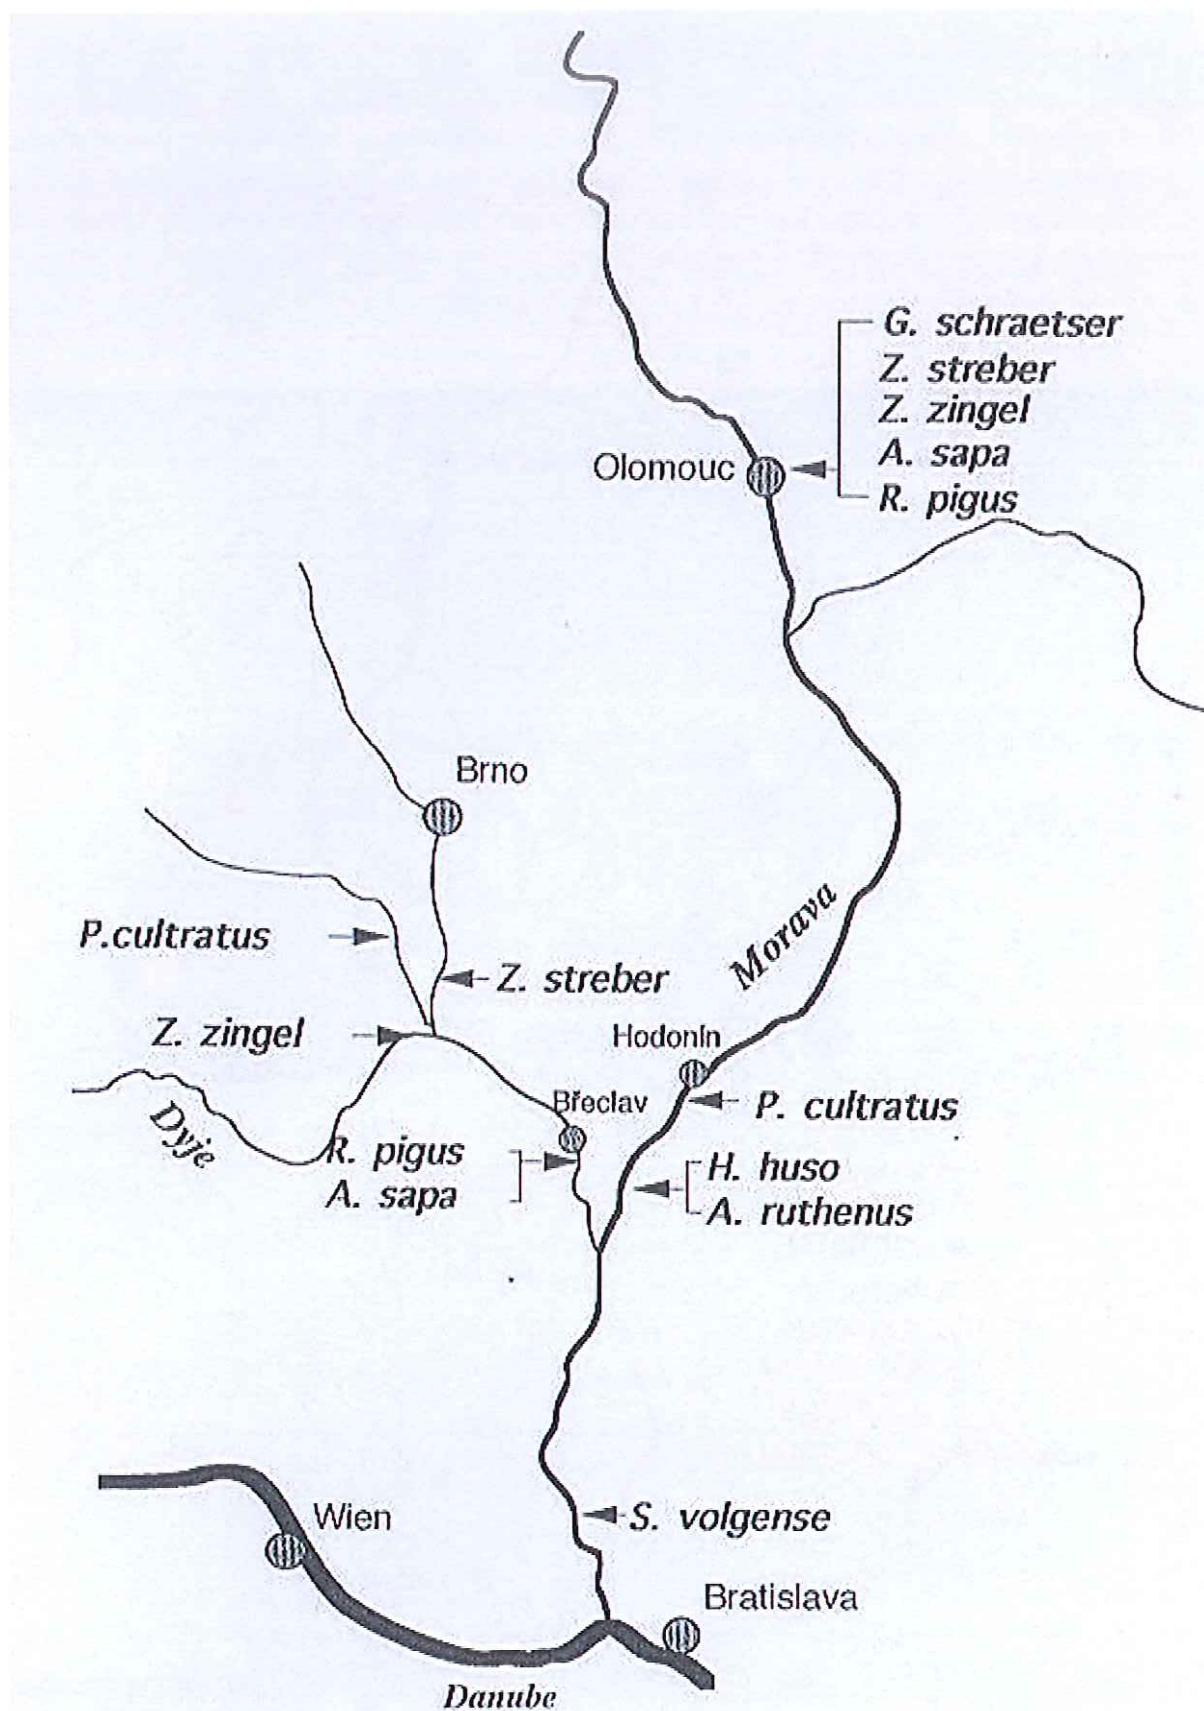 G. schraetser
Z. streber
Z. zingel
A. sapa
R. pigus
Olomouc
Brno
Morava
P.cultratus
Z. streber
Z. zingel
Hodonín
Břeclav
P. cultratus
Dyje
R. pigus
A. sapa
H. huso
A. ruthenus
S. volgense
Wien
Bratislava
Danube